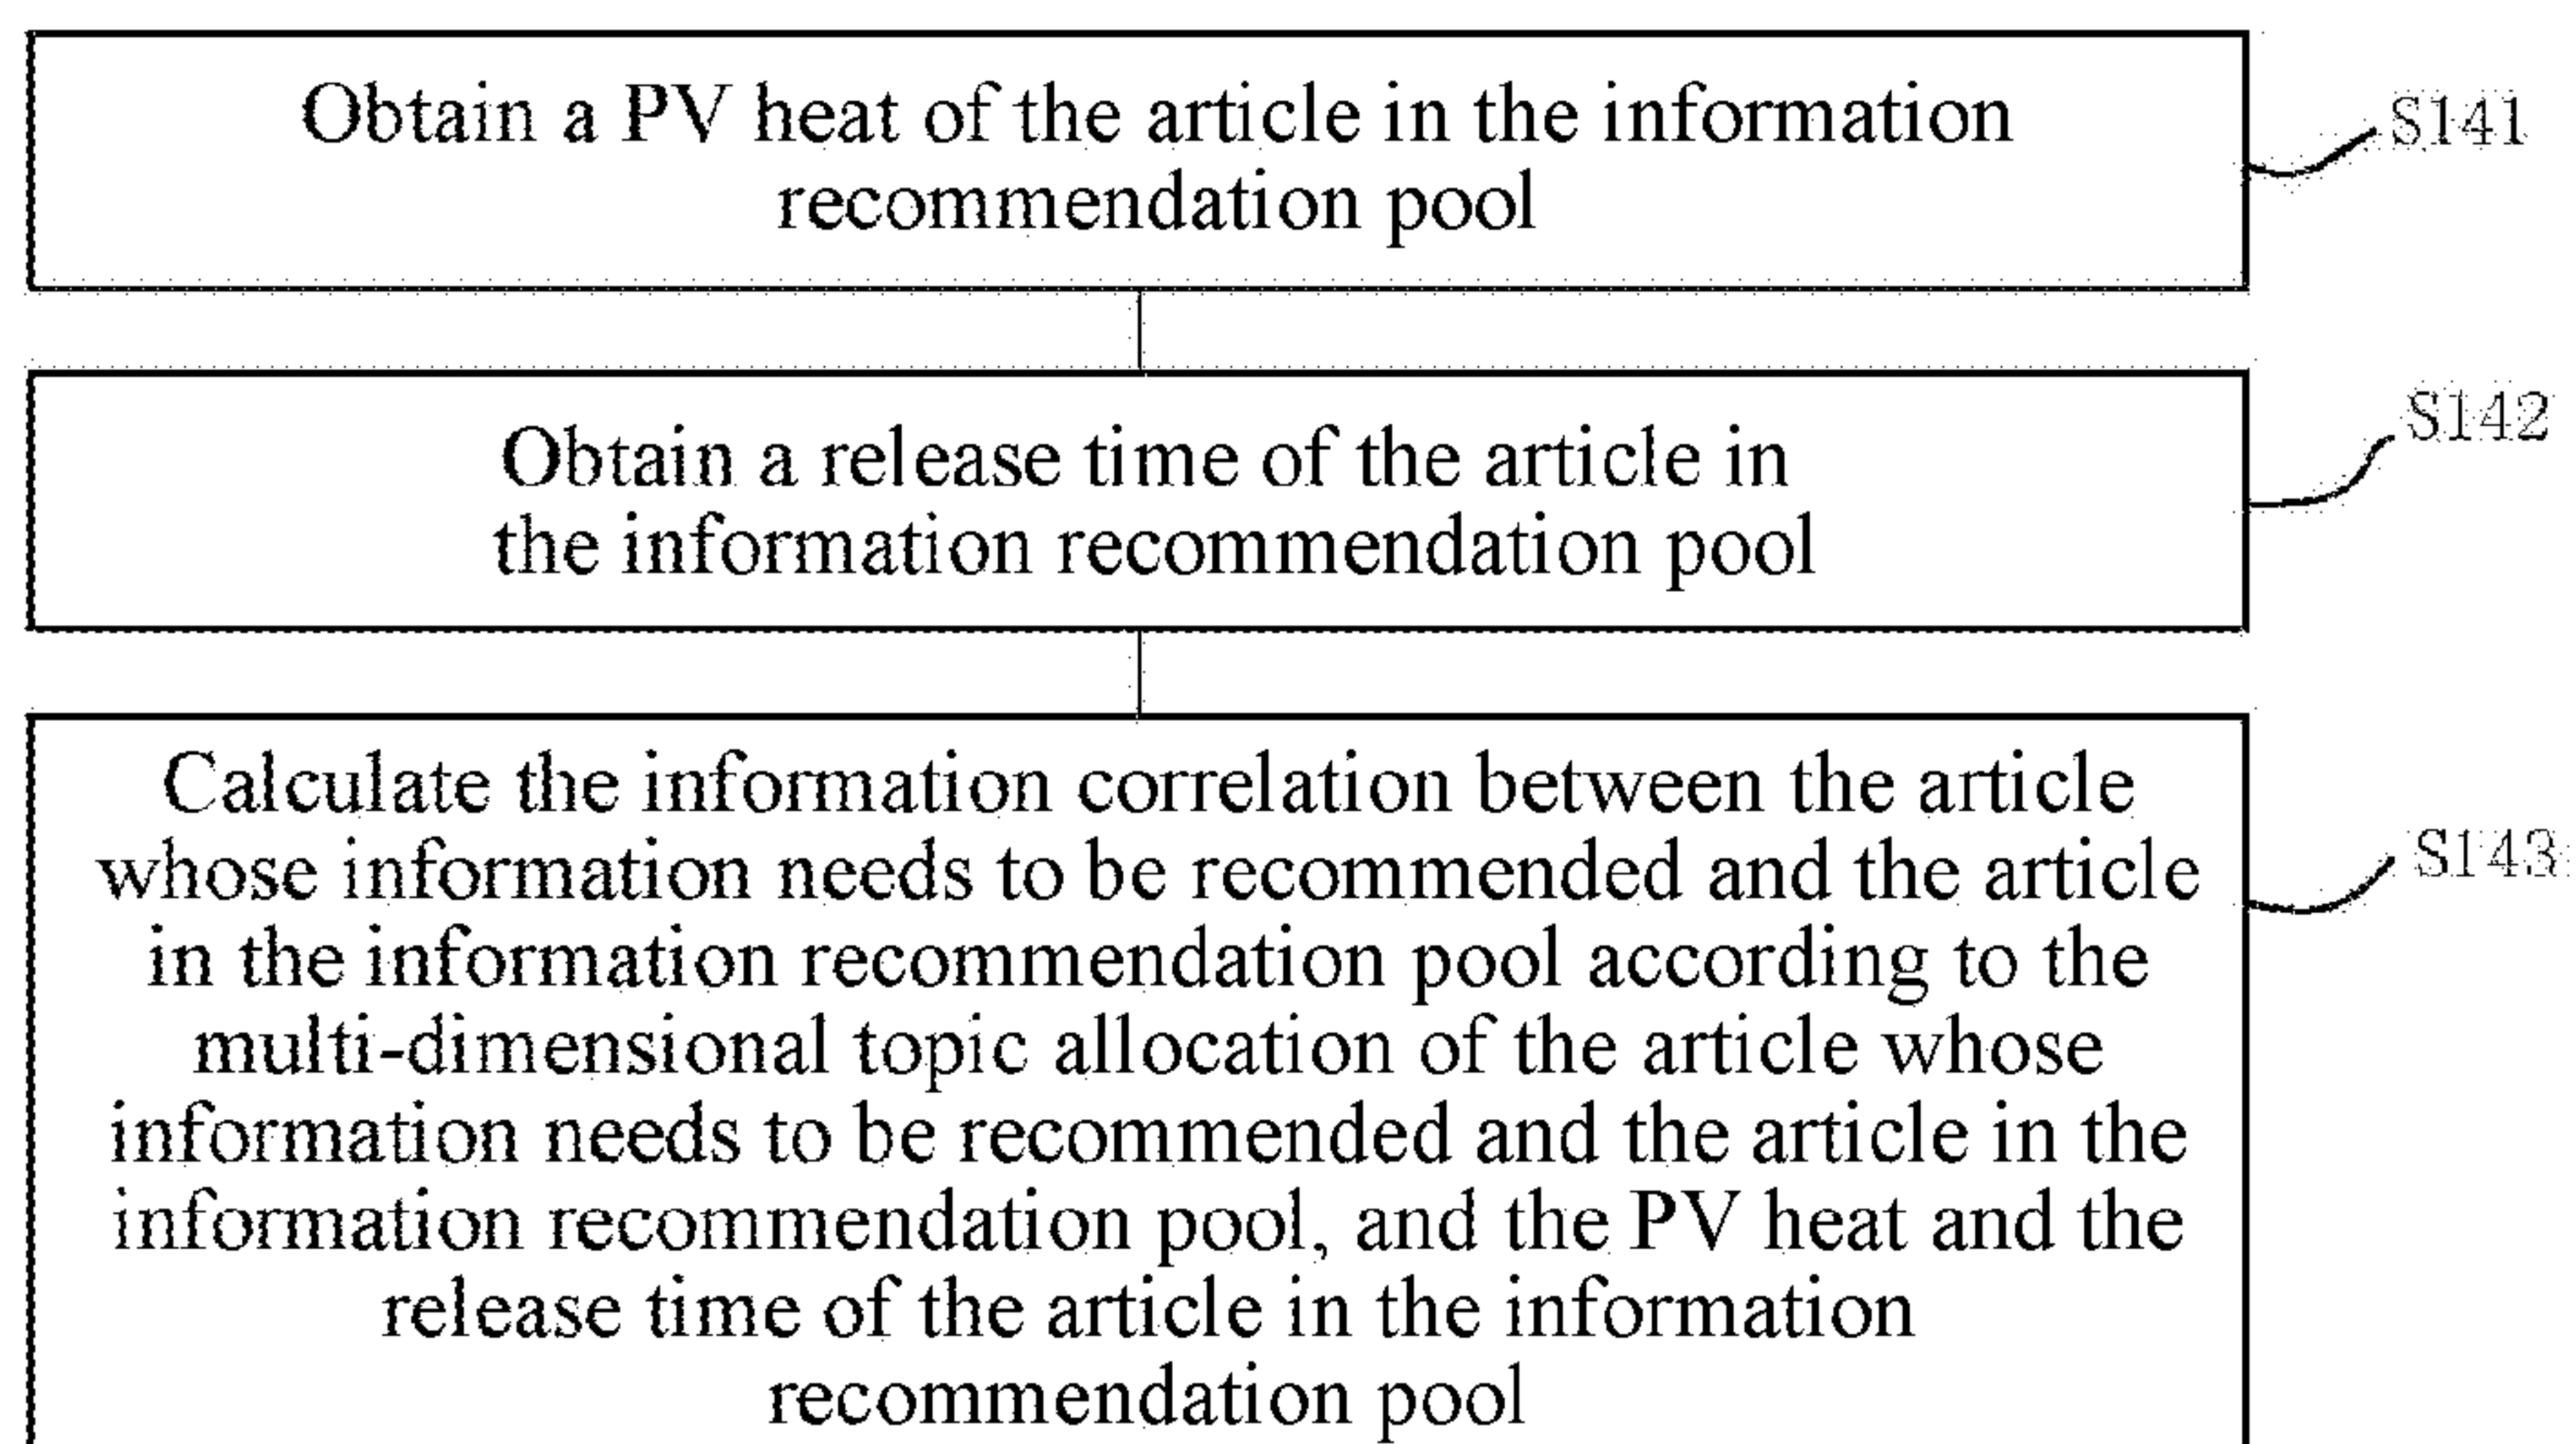 Obtain a PV heat of the article in the information
recommendation pool
S141
Obtain a release time of the article in
the information recommendation pool
S142
Calculate the information correlation between the article
whose information needs to be recommended and the article
in the information recommendation pool according to the
multi-dimensional topic allocation of the article whose
information needs to be recommended and the article in the
information recommendation pool, and the PV heat and the
release time of the article in the information
recommendation pool
S143